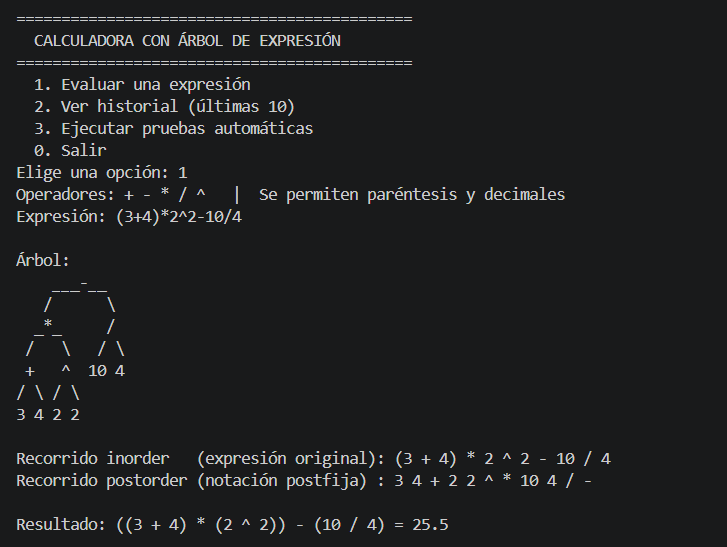 ============================================
  CALCULADORA CON ÁRBOL DE EXPRESIÓN
============================================
  1. Evaluar una expresión
  2. Ver historial (últimas 10)
  3. Ejecutar pruebas automáticas
  0. Salir
Elige una opción: 1
Operadores: + - * / ^   |  Se permiten paréntesis y decimales
Expresión: (3+4)*2^2-10/4

Árbol:
    ___-__
   /      \
  _*_     /
 /   \   / \
 +   ^  10 4
/ \ / \
3 4 2 2

Recorrido inorder   (expresión original): (3 + 4) * 2 ^ 2 - 10 / 4
Recorrido postorder (notación postfija) : 3 4 + 2 2 ^ * 10 4 / -

Resultado: ((3 + 4) * (2 ^ 2)) - (10 / 4) = 25.5